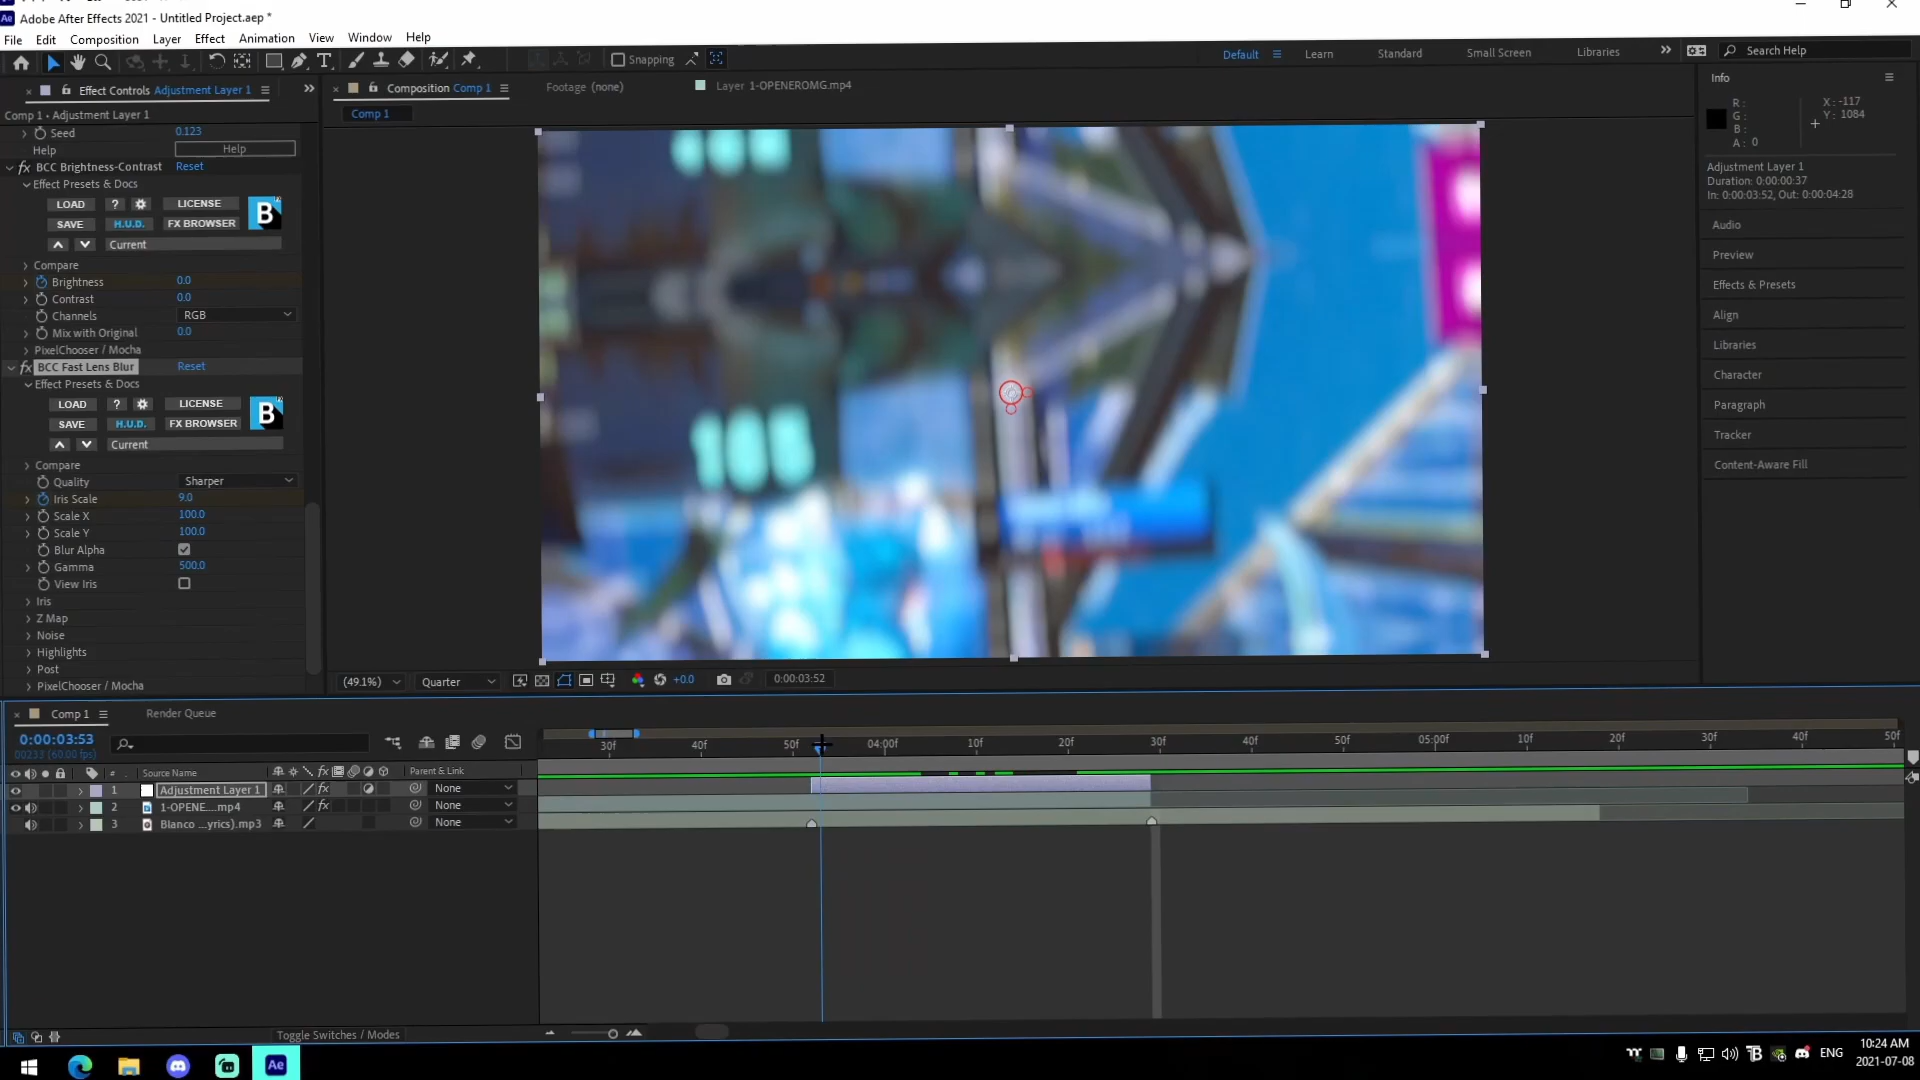 Adobe After Effects 2021 - Untitled Project.aep *
File Edit Composition Layer Effect Animation View Window Help
Snapping Default Learn Standard Small Screen Libraries Search Help
Effect Controls Adjustment Layer 1
Composition Comp 1 Footage (none) Layer 1-OPENEROMG.mp4
Comp 1 • Adjustment Layer 1
Comp 1
Seed 0.123
Help Help
BCC Brightness-Contrast Reset
Effect Presets & Docs
LOAD ? LICENSE
SAVE H.U.D. FX BROWSER
B
Current
Compare
Brightness 0.0
Contrast 0.0
Channels RGB
Mix with Original 0.0
PixelChooser / Mocha
BCC Fast Lens Blur Reset
Effect Presets & Docs
LOAD ? LICENSE
SAVE H.U.D. FX BROWSER
B
Current
Compare
Quality Sharper
Iris Scale 9.0
Scale X 100.0
Scale Y 100.0
Blur Alpha
Gamma 500.0
View Iris
Iris
Z Map
Noise
Highlights
Post
PixelChooser / Mocha
(49.1%) Quarter +0.0 0:00:03:52
Info
R :
G :
B :
A : 0
X : -117
Y : 1084
Adjustment Layer 1
Duration: 0:00:00:37
In: 0:00:03:52, Out: 0:00:04:28
Audio
Preview
Effects & Presets
Align
Libraries
Character
Paragraph
Tracker
Content-Aware Fill
Comp 1 Render Queue
0:00:03:53
00233 (60.00 fps)
30f 40f 50f 04:00f 10f 20f 30f 40f 50f 05:00f 10f 20f 30f 40f 50f
# Source Name fx Parent & Link
1 Adjustment Layer 1 fx None
2 1-OPENE....mp4 fx None
3 Blanco ...yrics).mp3 None
Toggle Switches / Modes
Ae
ENG
10:24 AM
2021-07-08